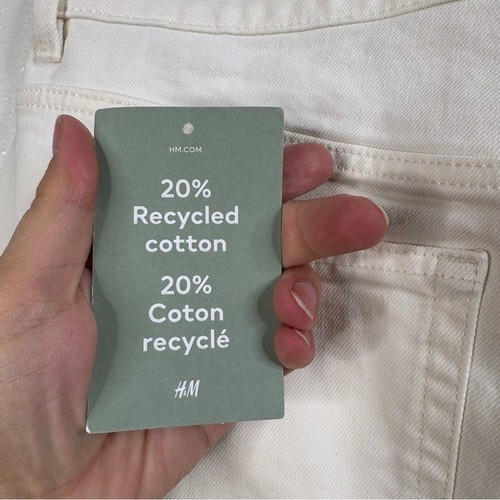 HM.COM
20%
Recycled
cotton
20%
Coton
recyclé
H&M